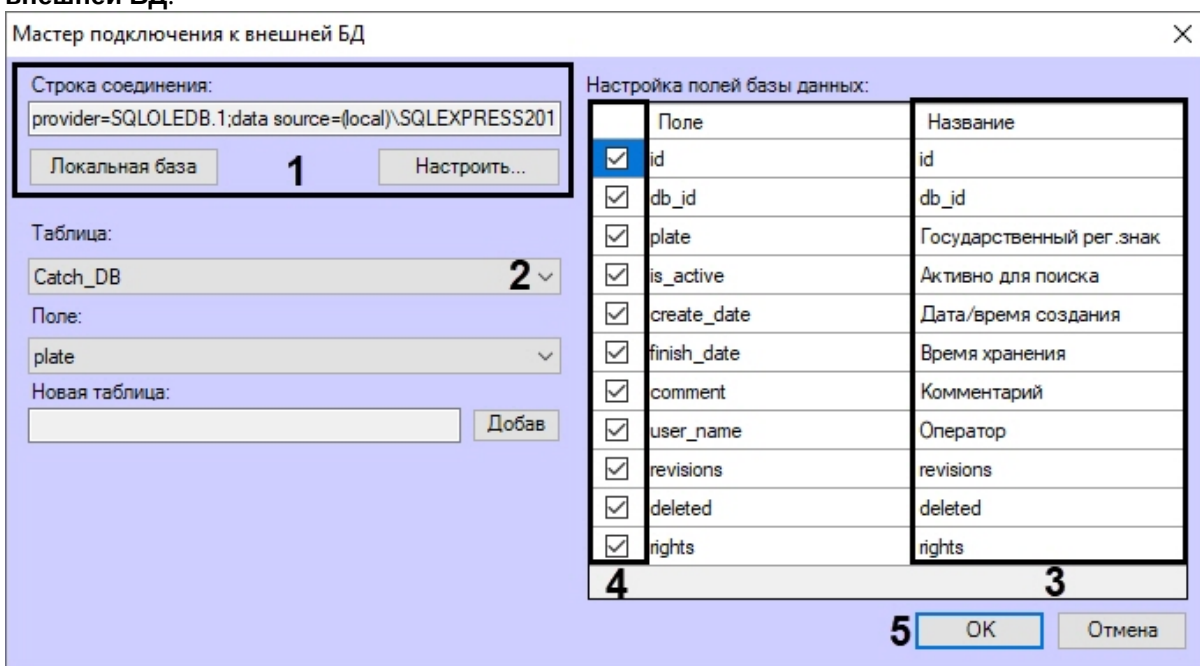 внешней БД.
Мастер подключения к внешней БД
Строка соединения:
provider=SQLOLEDB.1;data source=(local)\SQLEXPRESS201
Локальная база 1 Настроить...
Таблица:
Catch_DB 2
Поле:
plate
Новая таблица:
Добав
Настройка полей базы данных:
Поле Название
id id
db_id db_id
plate Государственный рег.знак
is_active Активно для поиска
create_date Дата/время создания
finish_date Время хранения
comment Комментарий
user_name Оператор
revisions revisions
deleted deleted
rights rights
4 3
5 OK Отмена